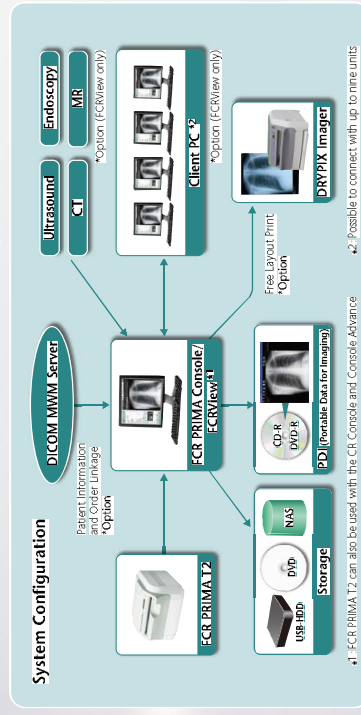 System Configuration
DICOM MWM Server
Patient Information
and Order Linkage
*Option
Ultrasound
Endoscopy
CT
MR
*Option (FCRView only)
FCR PRIMA T2
FCR PRIMA Console/
FCRView*1
Client PC *2
*Option (FCRView only)
Free Layout Print
*Option
USB-HDD
DVD
NAS
Storage
CD-R
DVD-R
PDI (Portable Data for Imaging)
DRYPIX Imager
*1: FCR PRIMA T2 can also be used with the CR Console and Console Advance
*2: Possible to connect with up to nine units